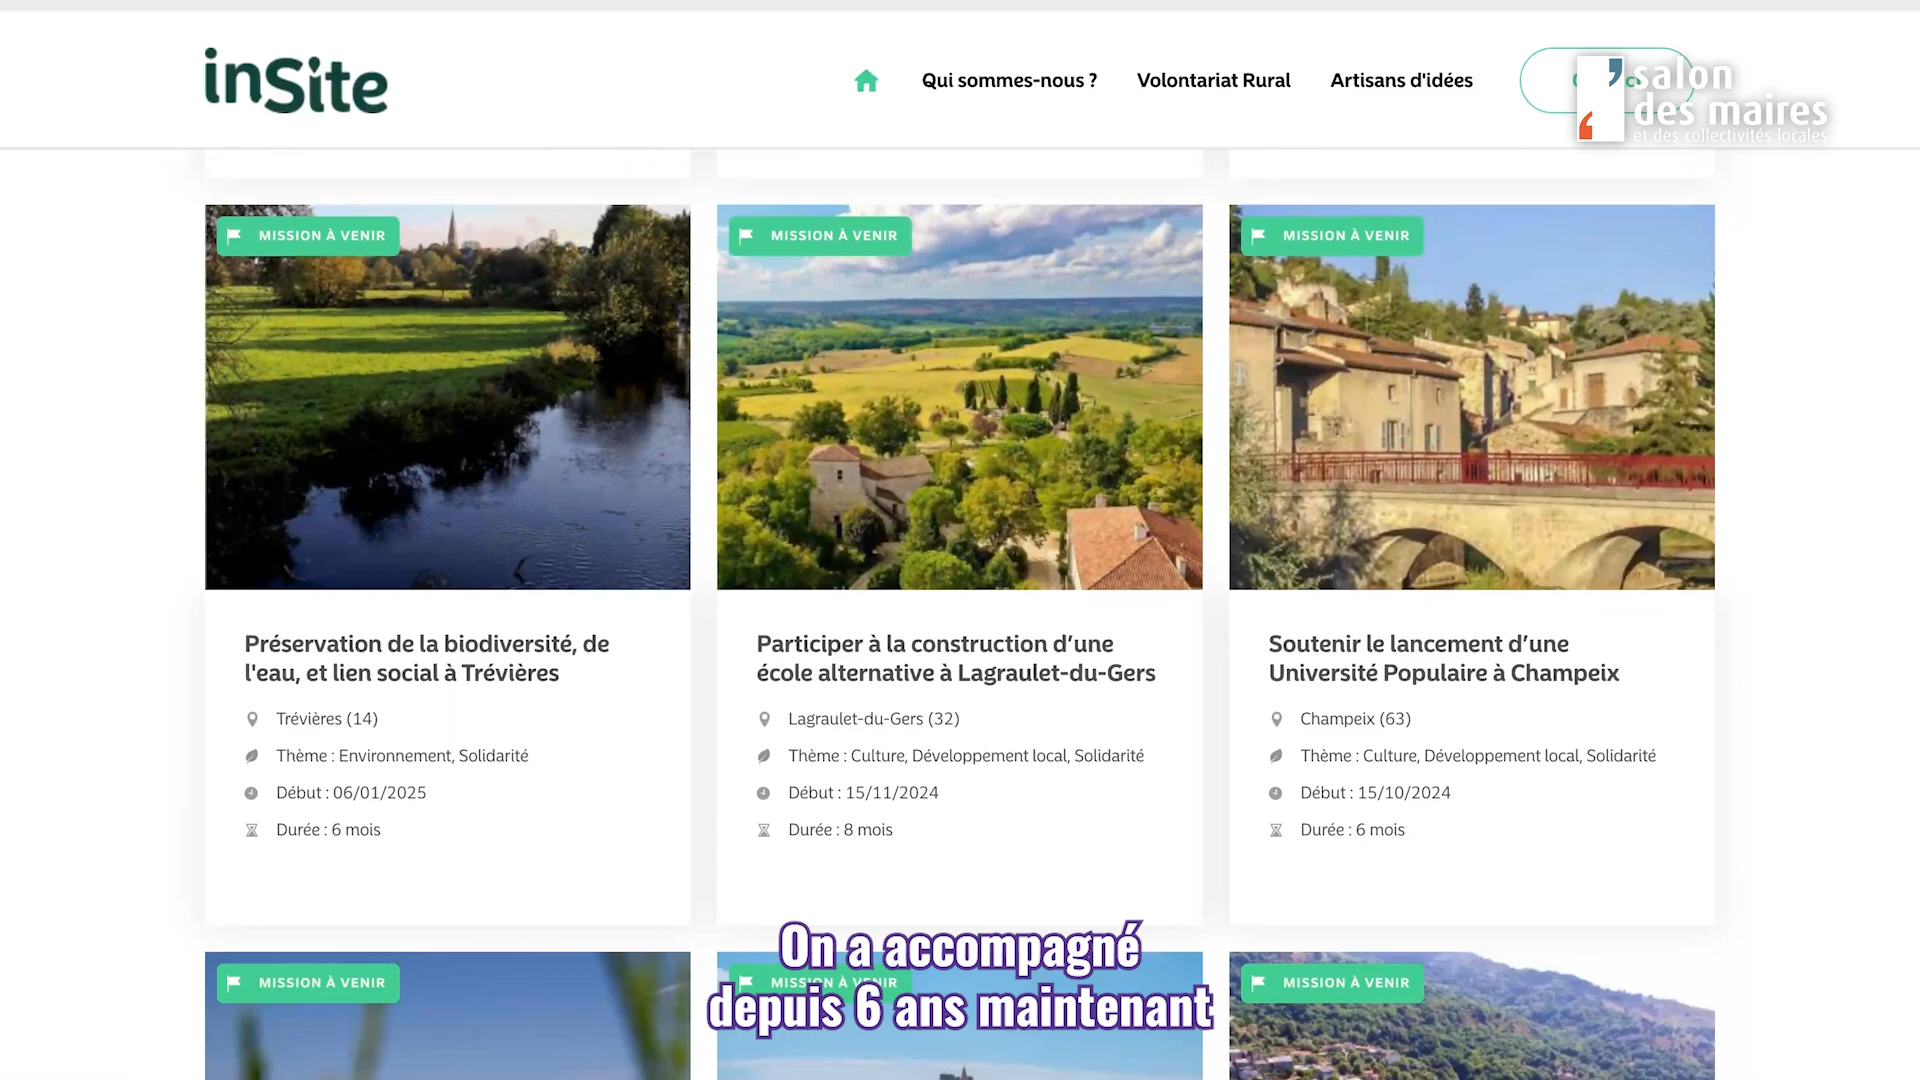 inSite
Qui sommes-nous ?
Volontariat Rural
Artisans d'idées
salon
des maires
et des collectivités locales
MISSION À VENIR
MISSION À VENIR
MISSION À VENIR
Préservation de la biodiversité, de
l'eau, et lien social à Trévières
Trévières (14)
Thème : Environnement, Solidarité
Début : 06/01/2025
Durée : 6 mois
Participer à la construction d’une
école alternative à Lagraulet-du-Gers
Lagraulet-du-Gers (32)
Thème : Culture, Développement local, Solidarité
Début : 15/11/2024
Durée : 8 mois
Soutenir le lancement d’une
Université Populaire à Champeix
Champeix (63)
Thème : Culture, Développement local, Solidarité
Début : 15/10/2024
Durée : 6 mois
MISSION À VENIR
MISSION À VENIR
MISSION À VENIR
On a accompagné
depuis 6 ans maintenant